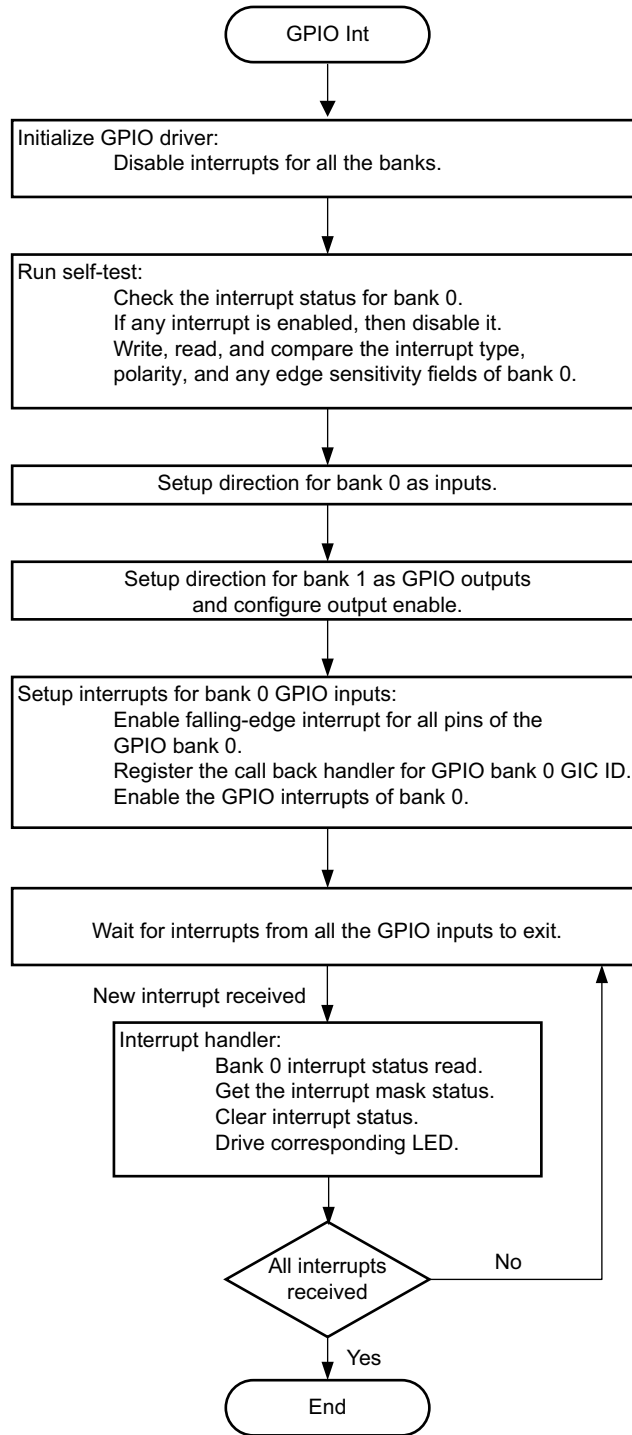 GPIO Int
Initialize GPIO driver:
Disable interrupts for all the banks.
Run self-test:
Check the interrupt status for bank 0.
If any interrupt is enabled, then disable it.
Write, read, and compare the interrupt type,
polarity, and any edge sensitivity fields of bank 0.
Setup direction for bank 0 as inputs.
Setup direction for bank 1 as GPIO outputs
and configure output enable.
Setup interrupts for bank 0 GPIO inputs:
Enable falling-edge interrupt for all pins of the
GPIO bank 0.
Register the call back handler for GPIO bank 0 GIC ID.
Enable the GPIO interrupts of bank 0.
Wait for interrupts from all the GPIO inputs to exit.
New interrupt received
Interrupt handler:
Bank 0 interrupt status read.
Get the interrupt mask status.
Clear interrupt status.
Drive corresponding LED.
All interrupts
received
No
Yes
End